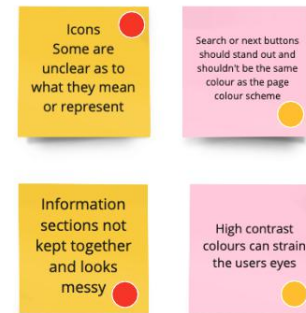 Icons
Some are
unclear as to
what they mean
or represent
Search or next buttons
should stand out and
shouldn't be the same
colour as the page
colour scheme
Information
sections not
kept together
and looks
messy
High contrast
colours can strain
the users eyes